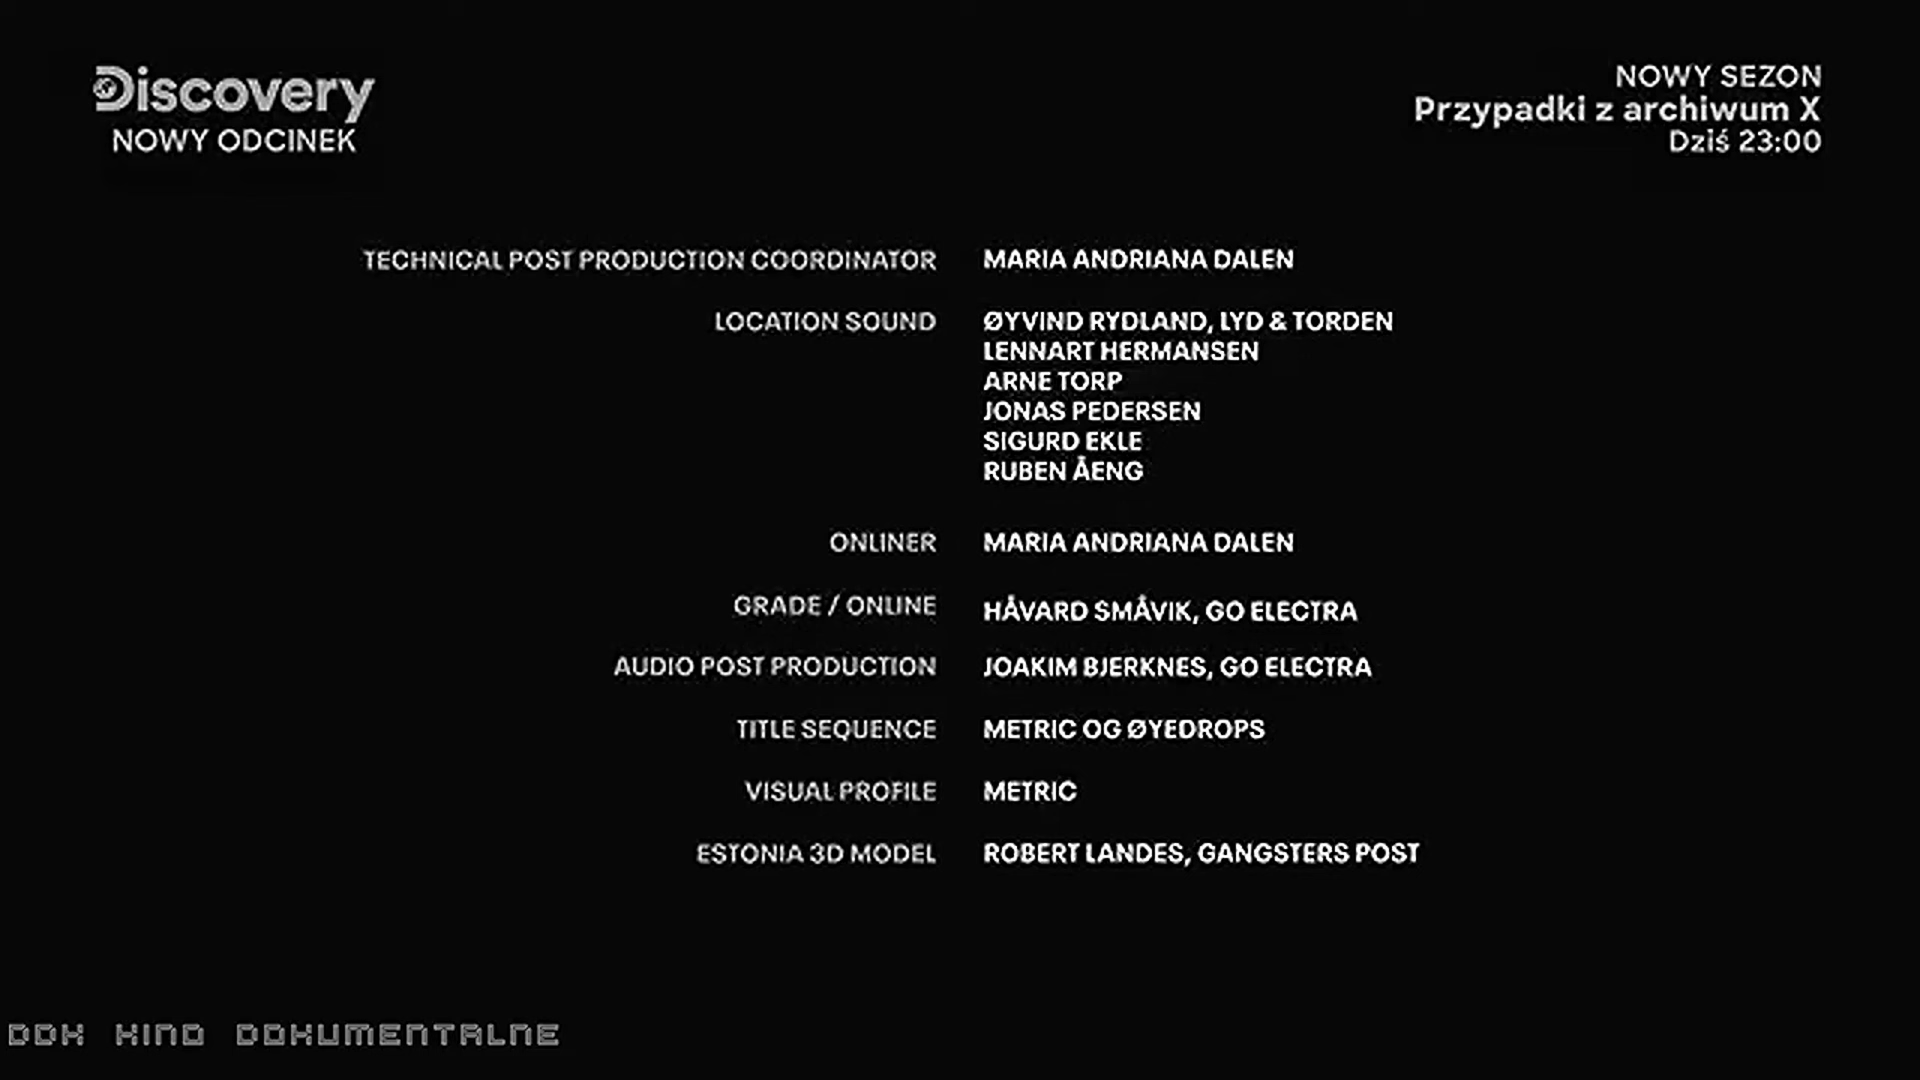 Discovery
NOWY ODCINEK
NOWY SEZON
Przypadki z archiwum X
Dziś 23:00
TECHNICAL POST PRODUCTION COORDINATOR MARIA ANDRIANA DALEN
LOCATION SOUND ØYVIND RYDLAND, LYD & TORDEN
LENNART HERMANSEN
ARNE TORP
JONAS PEDERSEN
SIGURD EKLE
RUBEN ÅENG
ONLINER MARIA ANDRIANA DALEN
GRADE / ONLINE HÅVARD SMÅVIK, GO ELECTRA
AUDIO POST PRODUCTION JOAKIM BJERKNES, GO ELECTRA
TITLE SEQUENCE METRIC OG ØYEDROPS
VISUAL PROFILE METRIC
ESTONIA 3D MODEL ROBERT LANDES, GANGSTERS POST
DOK KINO DOKUMENTALNE